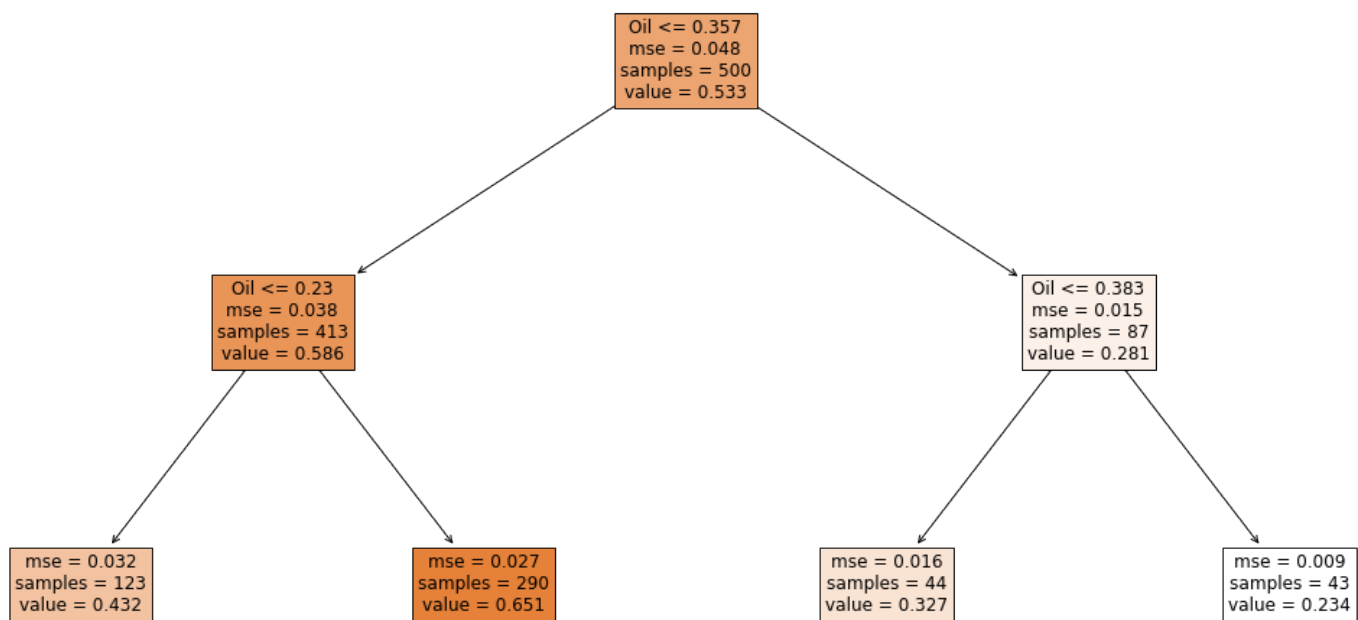 Oil <= 0.357
mse = 0.048
samples = 500
value = 0.533
Oil <= 0.23
mse = 0.038
samples = 413
value = 0.586
Oil <= 0.383
mse = 0.015
samples = 87
value = 0.281
mse = 0.032
samples = 123
value = 0.432
mse = 0.027
samples = 290
value = 0.651
mse = 0.016
samples = 44
value = 0.327
mse = 0.009
samples = 43
value = 0.234